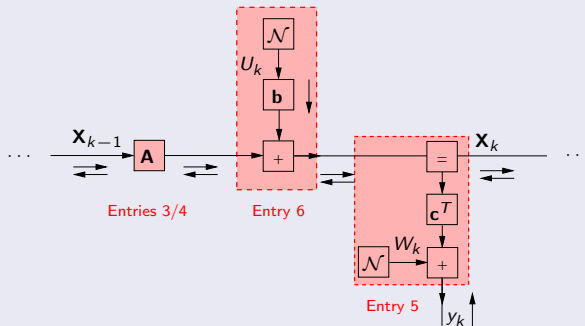 𝒩
U_k
b
X_{k−1}
X_k
··· A + = ··
Entries 3/4
Entry 6
c^T
W_k
𝒩 +
Entry 5
y_k